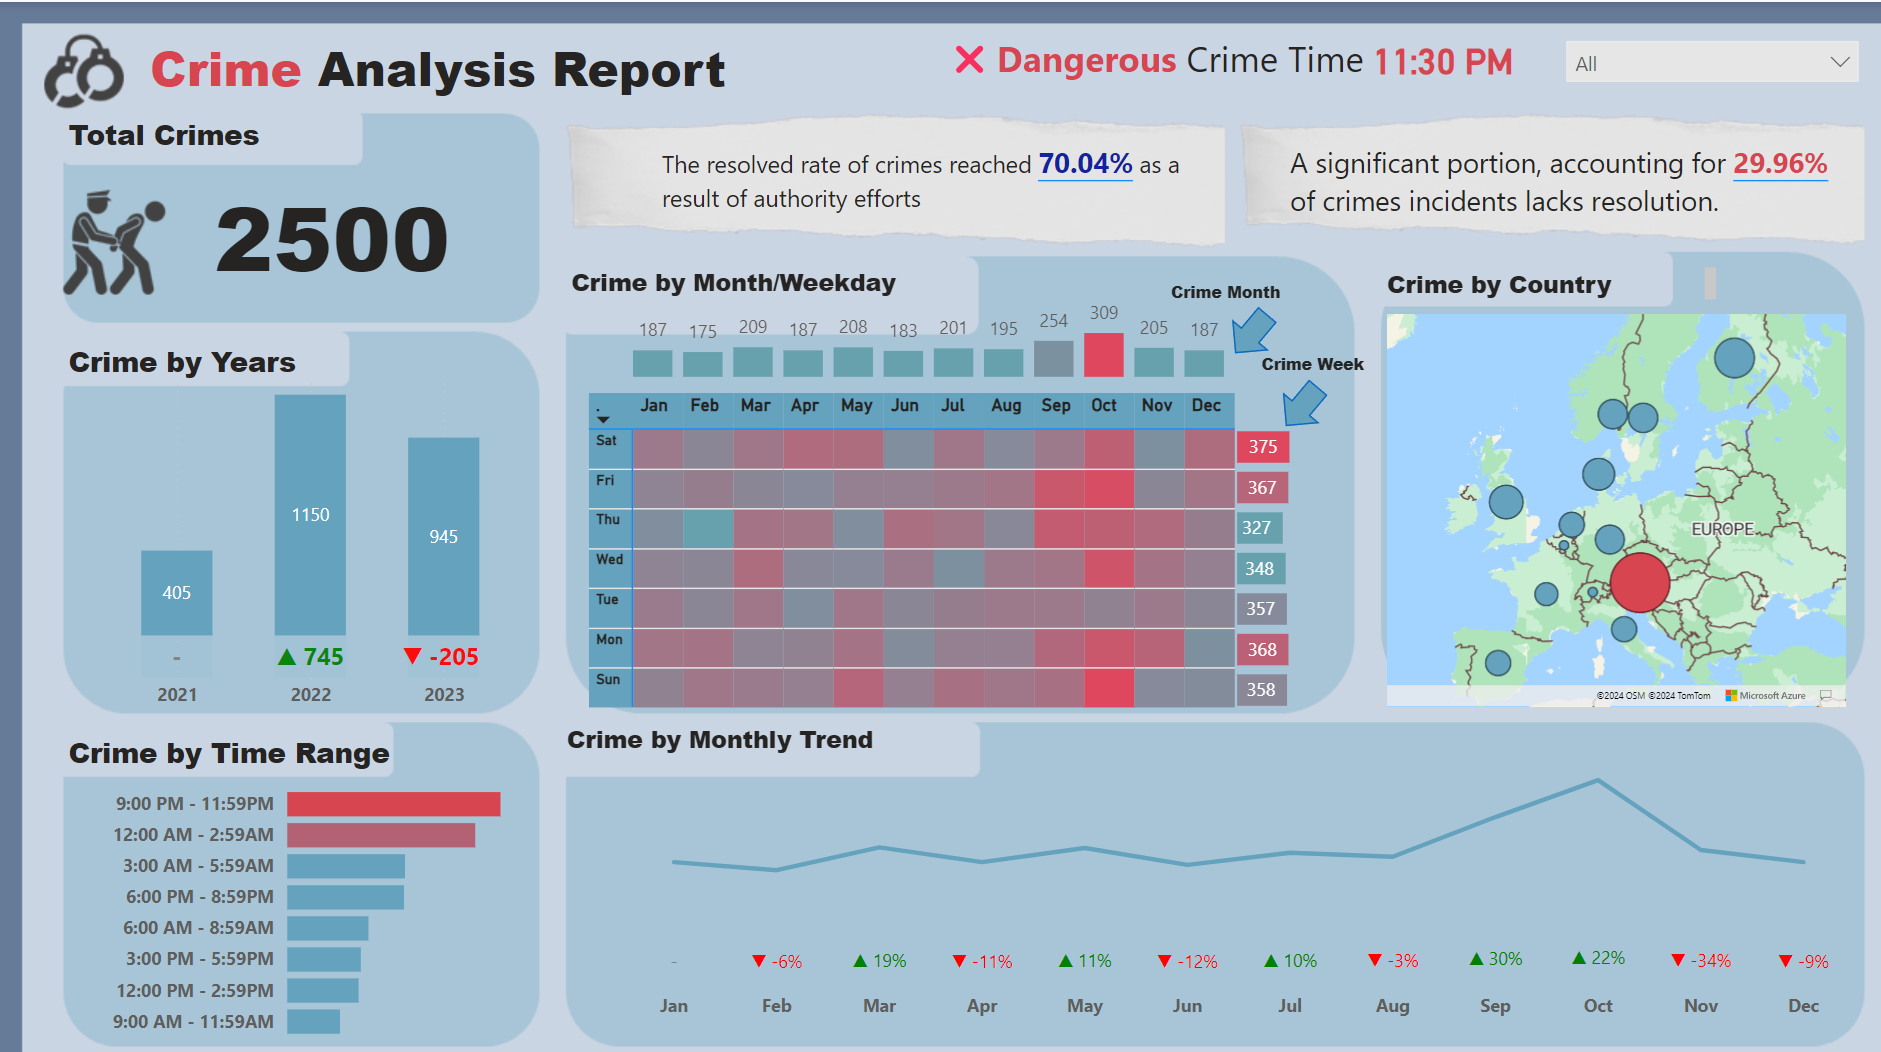 Crime Analysis Report
Dangerous Crime Time 11:30 PM
All
Total Crimes
2500
The resolved rate of crimes reached 70.04% as a
result of authority efforts
A significant portion, accounting for 29.96%
of crimes incidents lacks resolution.
Crime by Years
405
1150
945
-
745
-205
2021
2022
2023
Crime by Month/Weekday
Crime Month
187 175 209 187 208 183 201 195 254 309 205 187
Crime Week
. Jan Feb Mar Apr May Jun Jul Aug Sep Oct Nov Dec
Sat 375
Fri 367
Thu 327
Wed 348
Tue 357
Mon 368
Sun 358
Crime by Country
EUROPE
©2024 OSM ©2024 TomTom Microsoft Azure
Crime by Time Range
9:00 PM - 11:59PM
12:00 AM - 2:59AM
3:00 AM - 5:59AM
6:00 PM - 8:59PM
6:00 AM - 8:59AM
3:00 PM - 5:59PM
12:00 PM - 2:59PM
9:00 AM - 11:59AM
Crime by Monthly Trend
- -6% 19% -11% 11% -12% 10% -3% 30% 22% -34% -9%
Jan Feb Mar Apr May Jun Jul Aug Sep Oct Nov Dec